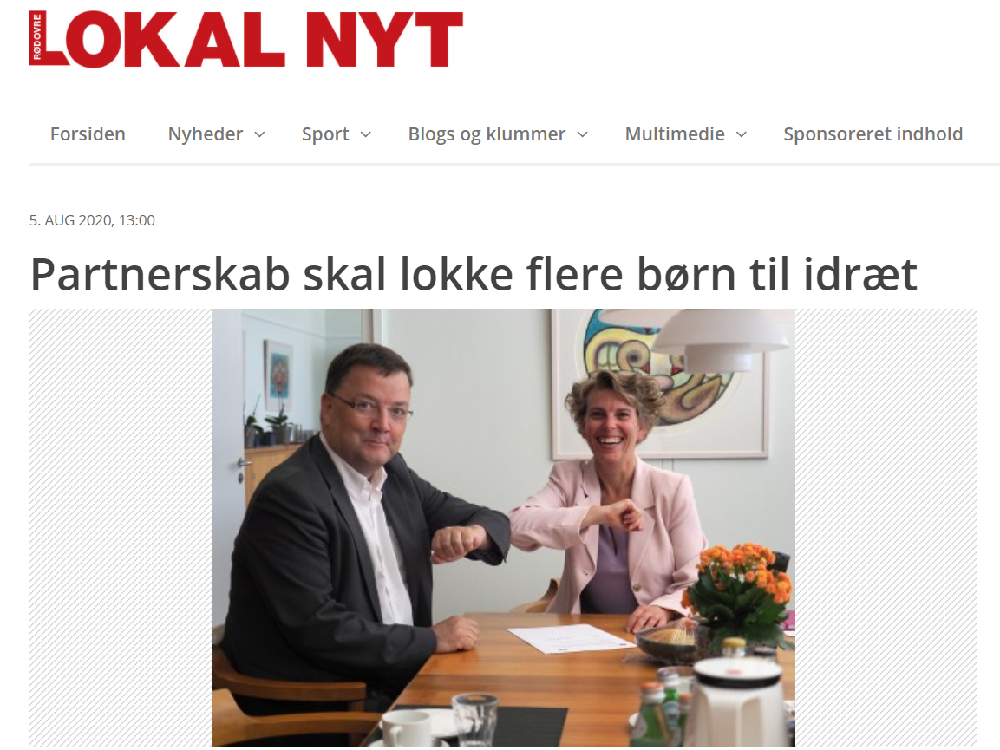 RØDOVRE
LOKAL NYT
Forsiden Nyheder Sport Blogs og klummer Multimedie Sponsoreret indhold
5. AUG 2020, 13:00
Partnerskab skal lokke flere børn til idræt